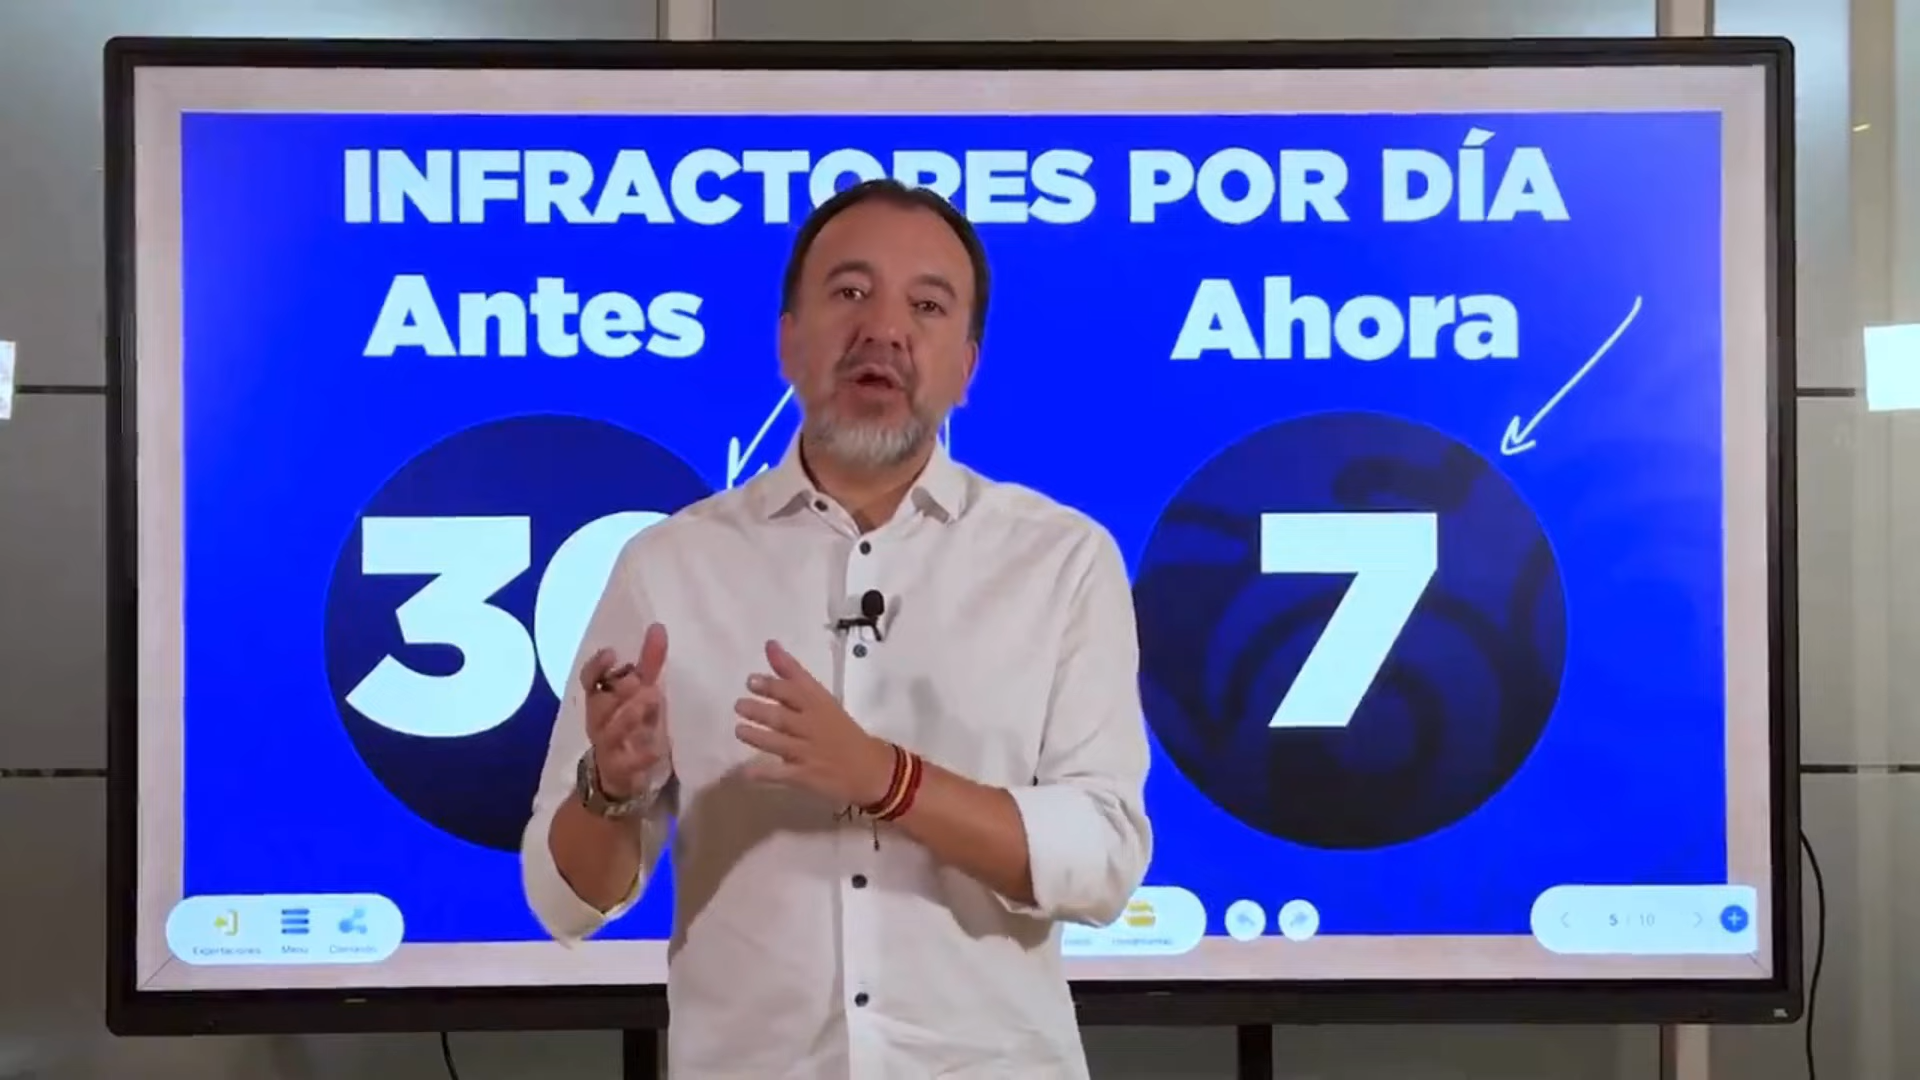 INFRACTORES POR DÍA
Antes
Ahora
7
Menu
5 / 10